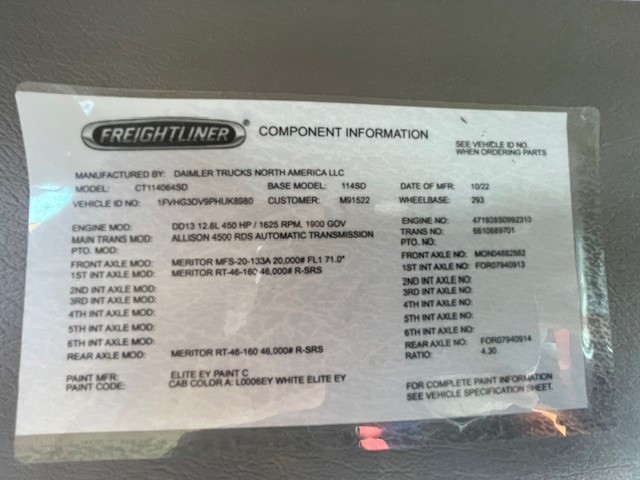 FREIGHTLINER® COMPONENT INFORMATION
SEE VEHICLE ID NO.
WHEN ORDERING PARTS
MANUFACTURED BY: DAIMLER TRUCKS NORTH AMERICA LLC
MODEL: CT114064SD BASE MODEL: 114SD DATE OF MFR: 10/22
VEHICLE ID NO: 1FVHG3DV9PHUK8980 CUSTOMER: M91522 WHEELBASE: 293
ENGINE MOD: DD13 12.8L 450 HP / 1625 RPM, 1900 GOV ENGINE NO: 471928S0992310
MAIN TRANS MOD: ALLISON 4500 RDS AUTOMATIC TRANSMISSION TRANS NO: 6610689701
PTO. MOD: PTO. NO:
FRONT AXLE MOD: MERITOR MFS-20-133A 20,000# FL1 71.0" FRONT AXLE NO: MON04882882
1ST INT AXLE MOD: MERITOR RT-46-160 46,000# R-SRS 1ST INT AXLE NO: FOR07940913
2ND INT AXLE MOD: 2ND INT AXLE NO:
3RD INT AXLE MOD: 3RD INT AXLE NO:
4TH INT AXLE MOD: 4TH INT AXLE NO:
5TH INT AXLE MOD: 5TH INT AXLE NO:
6TH INT AXLE MOD: 6TH INT AXLE NO:
REAR AXLE MOD: MERITOR RT-46-160 46,000# R-SRS REAR AXLE NO: FOR07940914
RATIO: 4.30
PAINT MFR: ELITE EY PAINT C
PAINT CODE: CAB COLOR A: L0006EY WHITE ELITE EY
FOR COMPLETE PAINT INFORMATION
SEE VEHICLE SPECIFICATION SHEET.